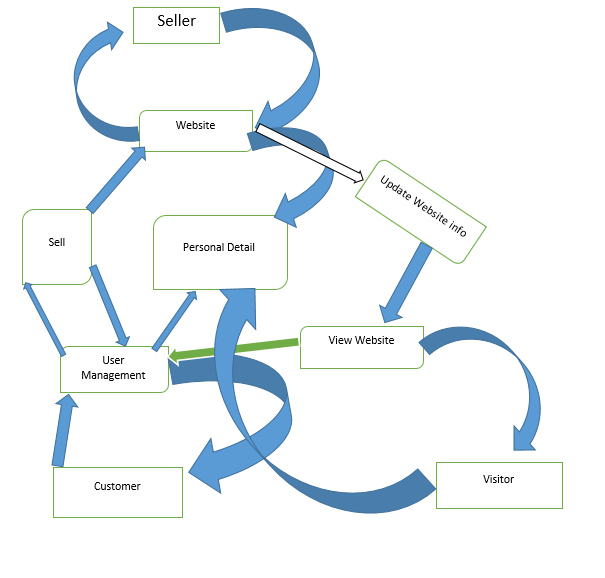 Seller
Website
Update Website info
Sell
Personal Detail
View Website
User
Management
Customer
Visitor